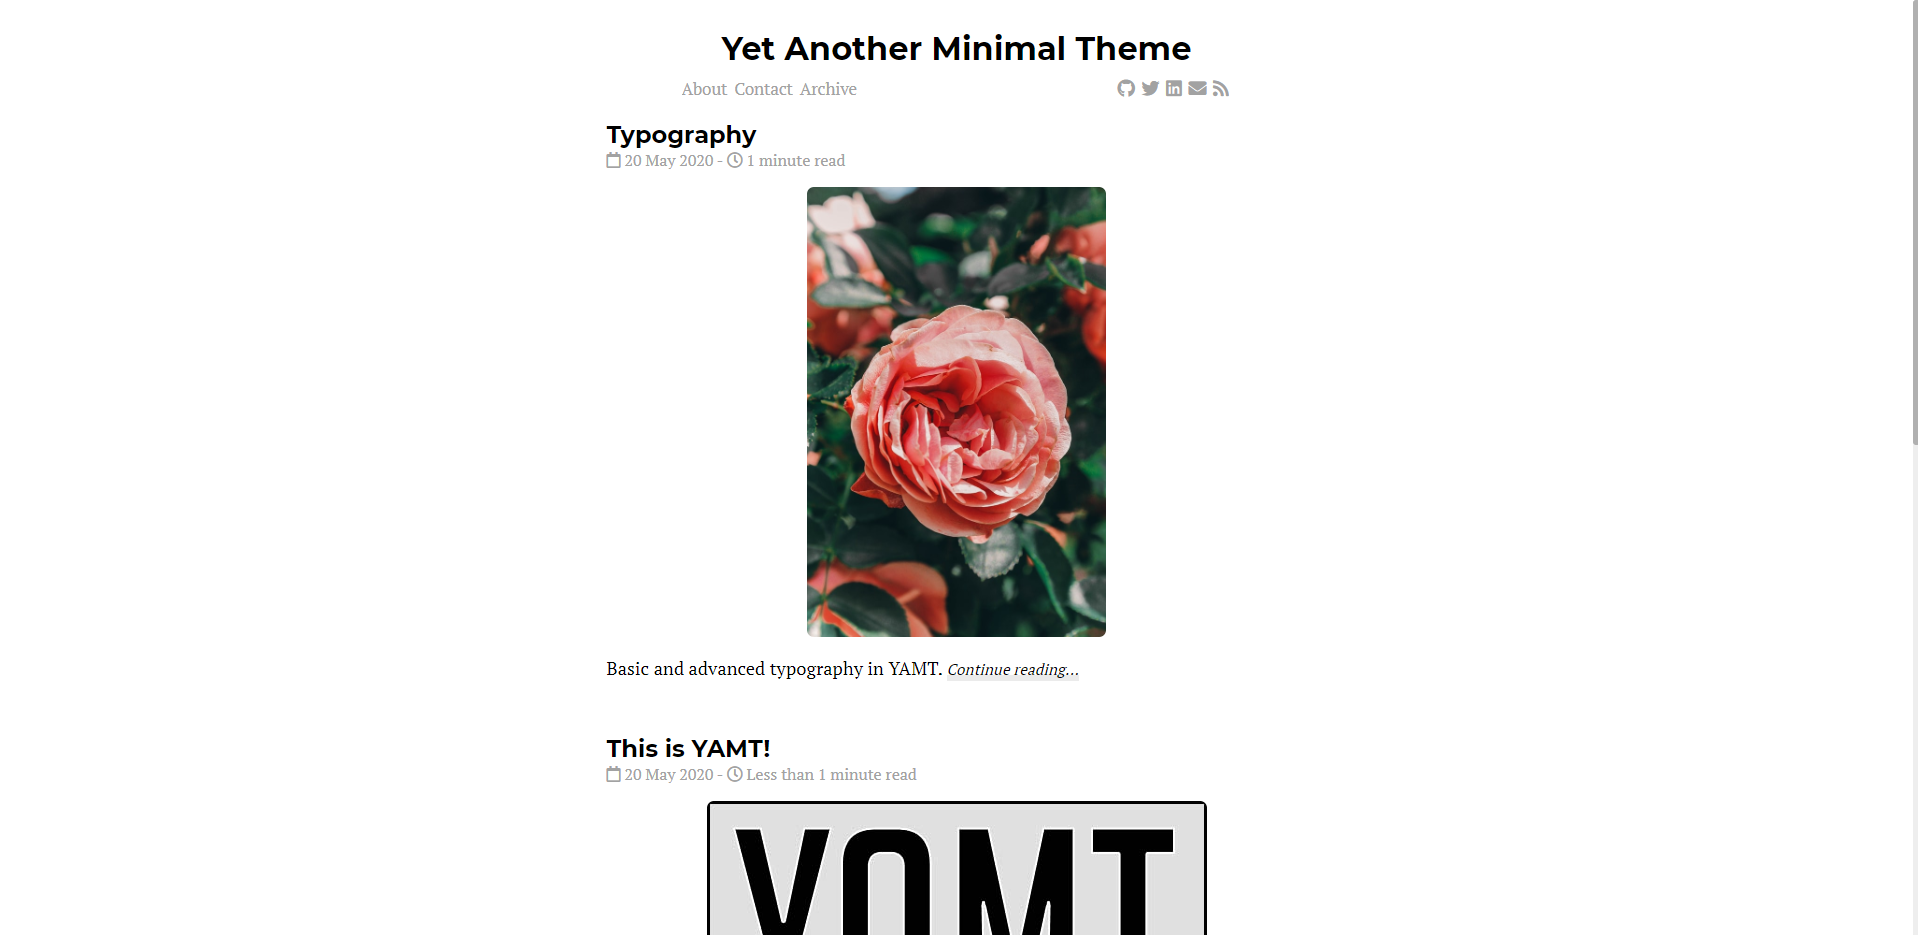 Yet Another Minimal Theme
About Contact Archive
Typography
20 May 2020 - 1 minute read
Basic and advanced typography in YAMT. Continue reading...
This is YAMT!
20 May 2020 - Less than 1 minute read